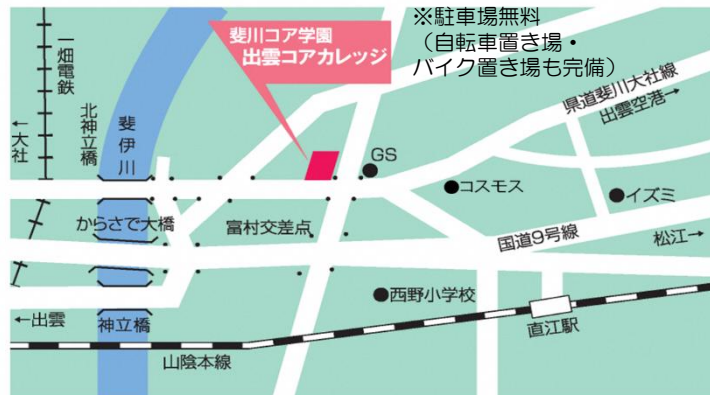 ※駐車場無料
（自転車置き場・
バイク置き場も完備）
斐川コア学園
出雲コアカレッジ
一畑電鉄
北神立橋
斐伊川
←大社
県道斐川大社線
出雲空港→
GS
コスモス
イズミ
からさで大橋
富村交差点
国道9号線
松江→
西野小学校
←出雲
神立橋
直江駅
山陰本線